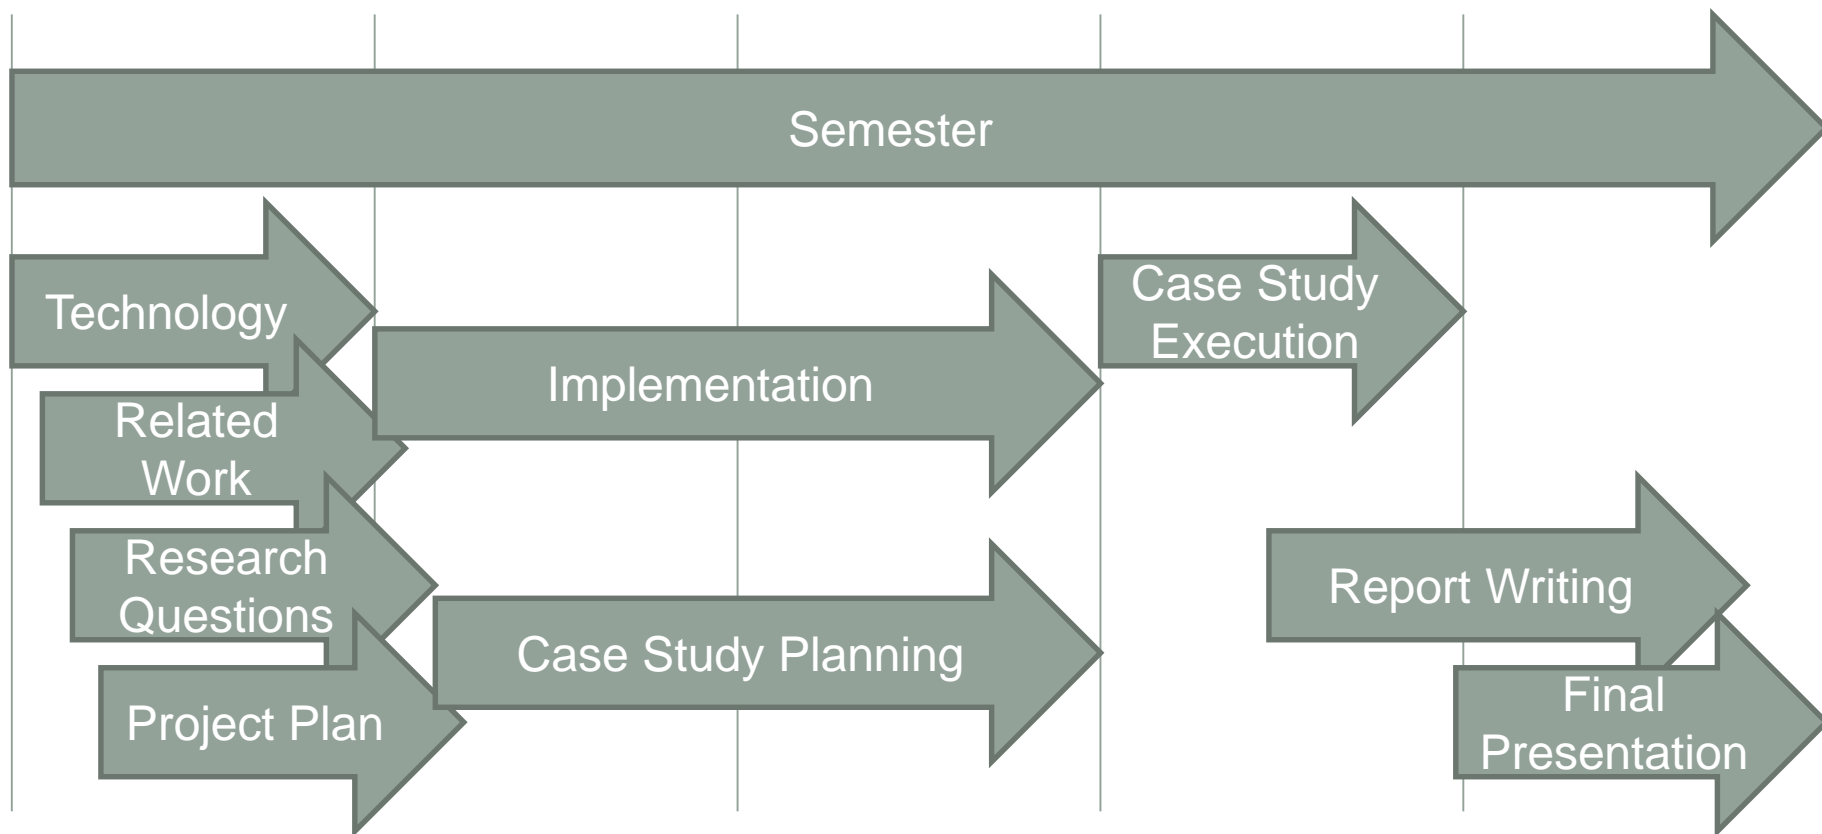 Semester
Technology
Related
Work
Research
Questions
Project Plan
Implementation
Case Study Planning
Case Study
Execution
Report Writing
Final
Presentation